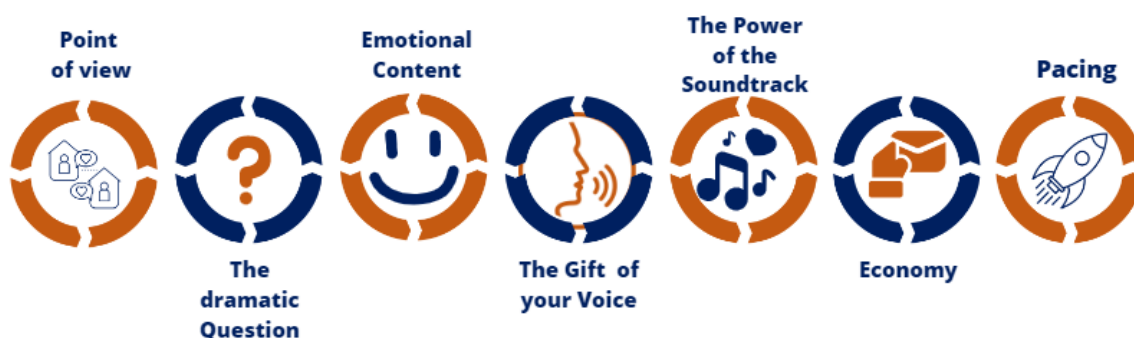 Point
of view
The
dramatic
Question
Emotional
Content
The Gift of
your Voice
The Power
of the
Soundtrack
Economy
Pacing
?